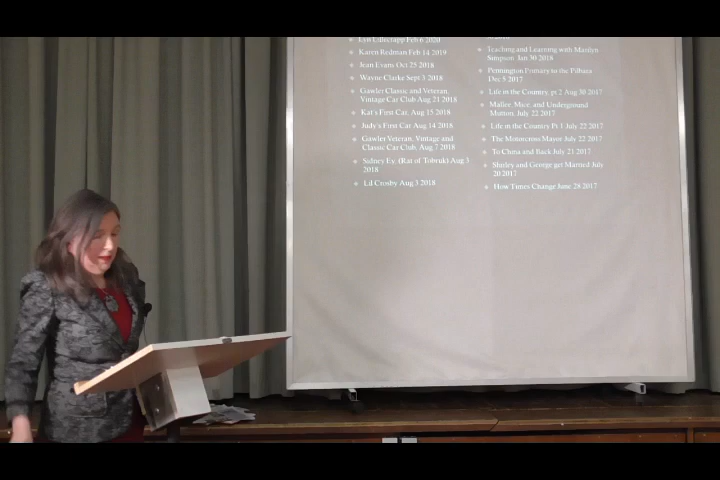 Lyn Lillecrapp Feb 6 2020
Karen Redman Feb 14 2019
Jean Evans Oct 25 2018
Wayne Clarke Sept 3 2018
Gawler Classic and Veteran,
Vintage Car Club Aug 21 2018
Kat's First Car, Aug 15 2018
Judy's First Car Aug 14 2018
Gawler Veteran, Vintage and
Classic Car Club, Aug 7 2018
Sidney Ey, (Rat of Tobruk) Aug 3
2018
Lil Crosby Aug 3 2018
Teaching and Learning with Marilyn
Simpson Jan 30 2018
Pennington Primary to the Pilbara
Dec 5 2017
Life in the Country, pt 2 Aug 30 2017
Mallee, Mice, and Underground
Mutton, July 22 2017
Life in the Country Pt 1 July 22 2017
The Motocross Mayor July 22 2017
To China and Back July 21 2017
Shirley and George get Married July
20 2017
How Times Change June 28 2017